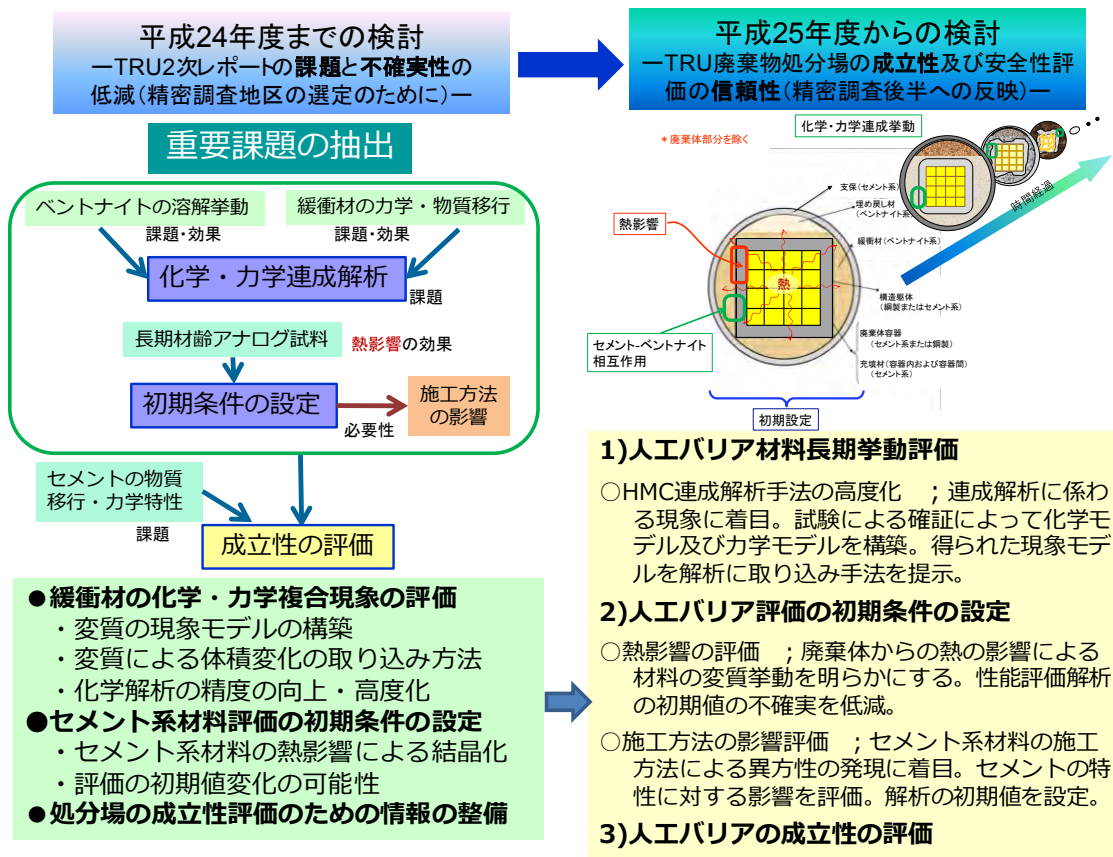 平成24年度までの検討
―TRU2次レポートの課題と不確実性の
低減(精密調査地区の選定のために)―
重要課題の抽出
ベントナイトの溶解挙動
緩衝材の力学・物質移行
課題・効果
課題・効果
化学・力学連成解析
課題
長期材齢アナログ試料
熱影響の効果
初期条件の設定
施工方法
の影響
必要性
セメントの物質
移行・力学特性
課題
成立性の評価
●緩衝材の化学・力学複合現象の評価
・変質の現象モデルの構築
・変質による体積変化の取り込み方法
・化学解析の精度の向上・高度化
●セメント系材料評価の初期条件の設定
・セメント系材料の熱影響による結晶化
・評価の初期値変化の可能性
●処分場の成立性評価のための情報の整備
平成25年度からの検討
―TRU廃棄物処分場の成立性及び安全性評
価の信頼性(精密調査後半への反映)―
化学・力学連成挙動
*廃棄体部分を除く
時間経過
支保(セメント系)
埋め戻し材
(ベントナイト系)
熱影響
緩衝材(ベントナイト系)
熱
構造躯体
(鋼製またはセメント系)
セメント-ベントナイト
相互作用
廃棄体容器
(セメント系または鋼製)
充填材(容器内および容器間)
(セメント系)
初期設定
1)人工バリア材料長期挙動評価
○HMC連成解析手法の高度化 ;連成解析に係わ
る現象に着目。試験による確証によって化学モ
デル及び力学モデルを構築。得られた現象モデ
ルを解析に取り込み手法を提示。
2)人工バリア評価の初期条件の設定
○熱影響の評価 ;廃棄体からの熱の影響による
材料の変質挙動を明らかにする。性能評価解析
の初期値の不確実を低減。
○施工方法の影響評価 ;セメント系材料の施工
方法による異方性の発現に着目。セメントの特
性に対する影響を評価。解析の初期値を設定。
3)人工バリアの成立性の評価